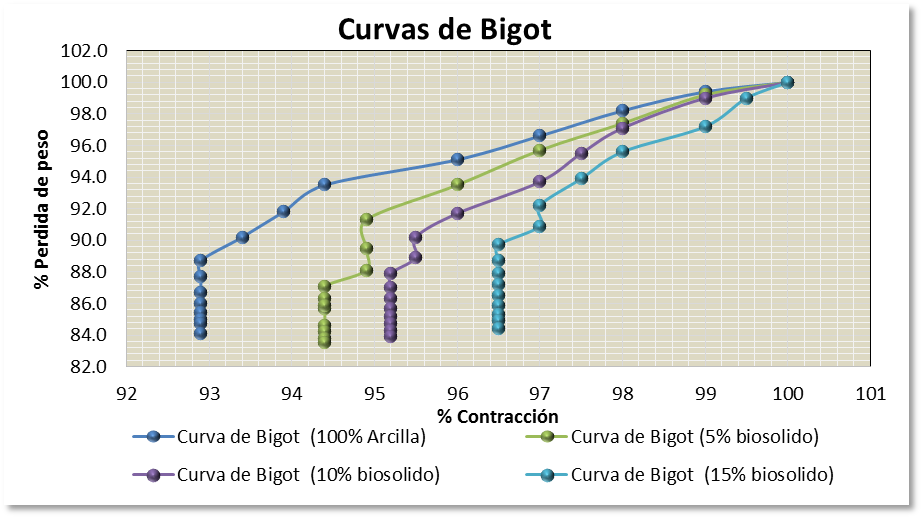 Curvas de Bigot
% Perdida de peso
102.0
100.0
98.0
96.0
94.0
92.0
90.0
88.0
86.0
84.0
82.0
92 93 94 95 96 97 98 99 100 101
% Contracción
Curva de Bigot (100% Arcilla)
Curva de Bigot (5% biosolido)
Curva de Bigot (10% biosolido)
Curva de Bigot (15% biosolido)